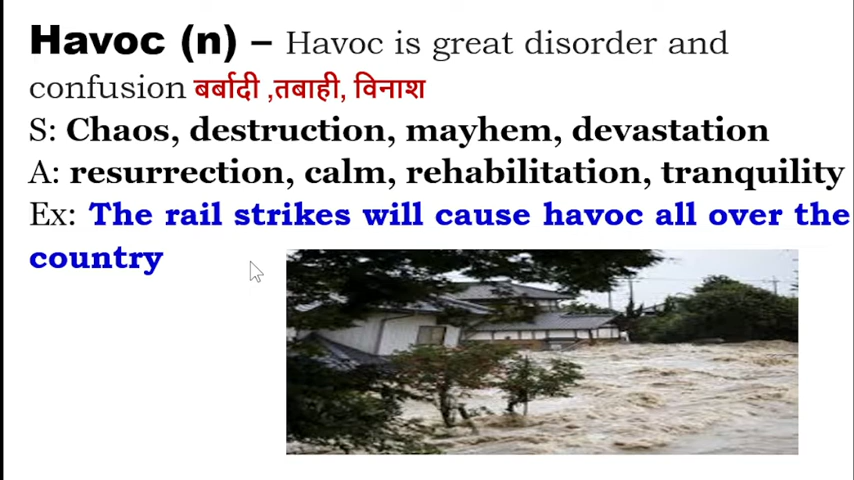 Havoc (n) – Havoc is great disorder and
confusion बर्बादी ,तबाही, विनाश
S: Chaos, destruction, mayhem, devastation
A: resurrection, calm, rehabilitation, tranquility
Ex: The rail strikes will cause havoc all over the
country